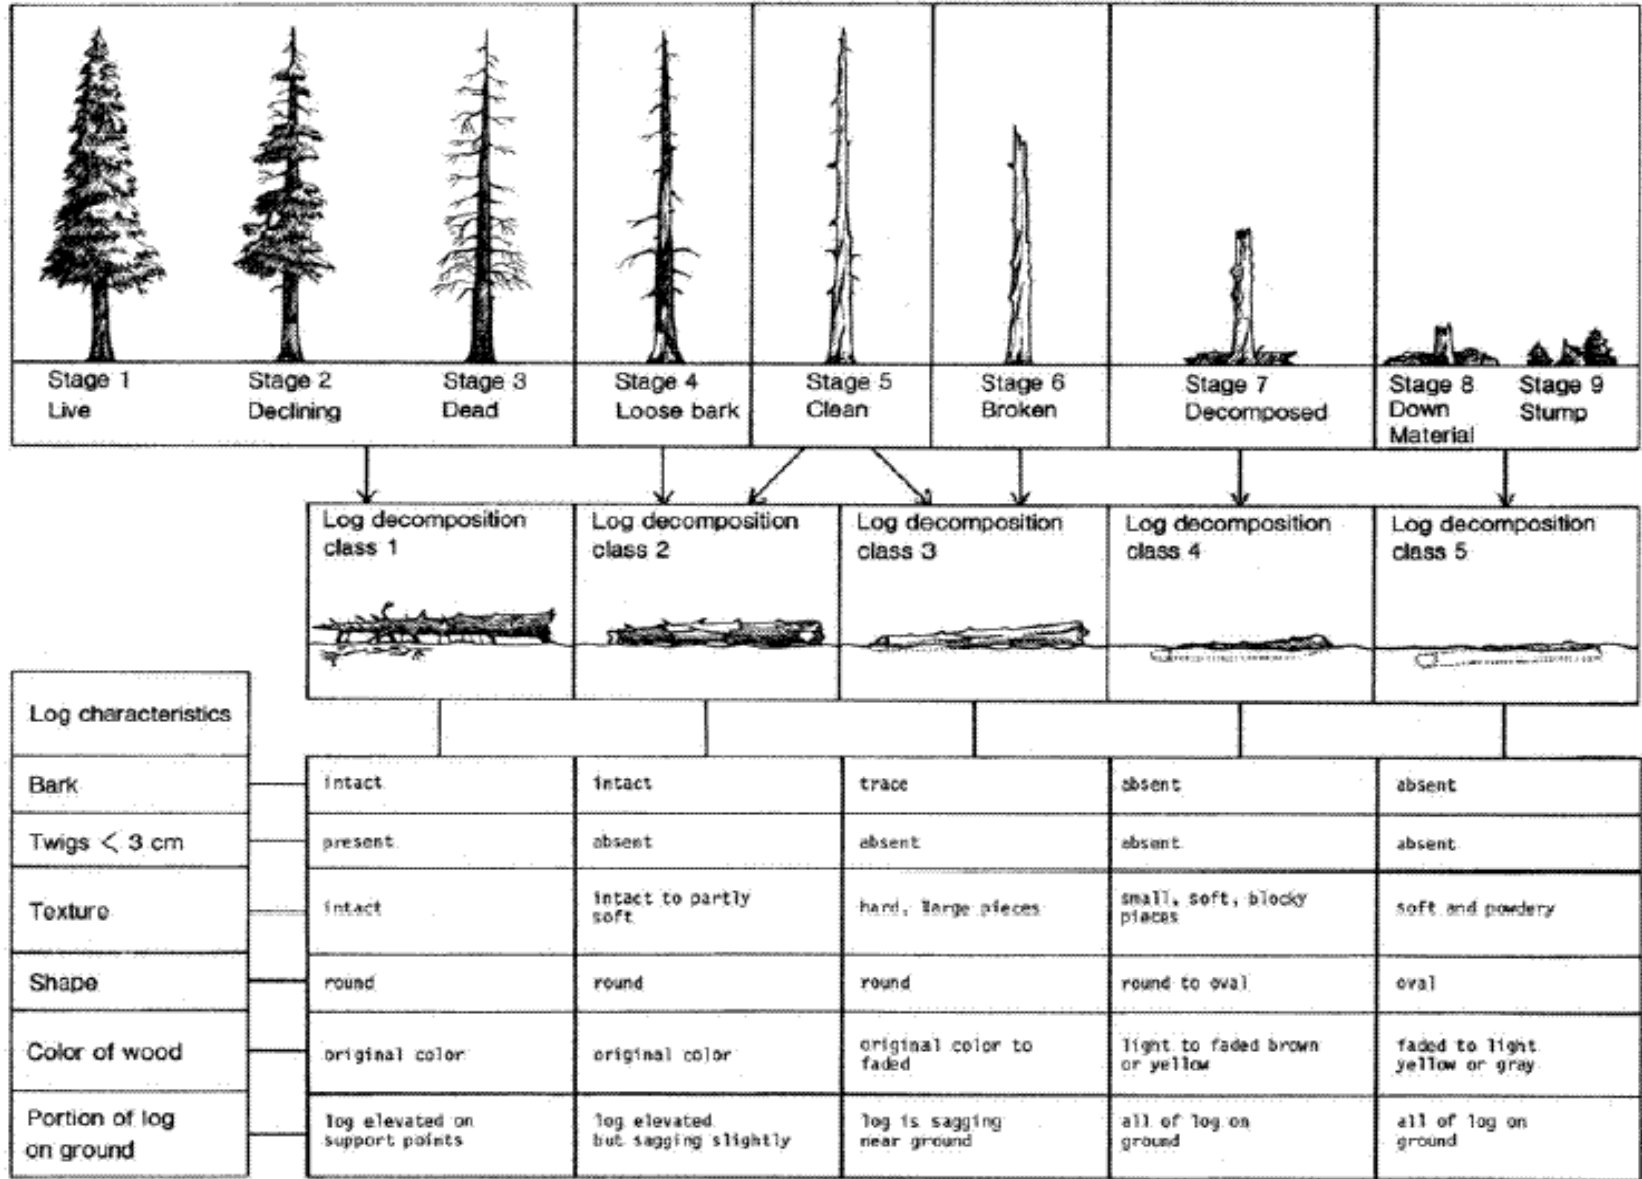 Stage 1
Live
Stage 2
Declining
Stage 3
Dead
Stage 4
Loose bark
Stage 5
Clean
Stage 6
Broken
Stage 7
Decomposed
Stage 8
Down
Material
Stage 9
Stump
Log decomposition
class 1
Log decomposition
class 2
Log decomposition
class 3
Log decomposition
class 4
Log decomposition
class 5
Log characteristics
Bark
intact
intact
trace
absent
absent
Twigs < 3 cm
present
absent
absent
absent
absent
Texture
intact
intact to partly
soft
hard, large pieces
small, soft, blocky
pieces
soft and powdery
Shape
round
round
round
round to oval
oval
Color of wood
original color
original color
original color to
faded
light to faded brown
or yellow
faded to light
yellow or gray
Portion of log
on ground
log elevated on
support points
log elevated
but sagging slightly
log is sagging
near ground
all of log on
ground
all of log on
ground